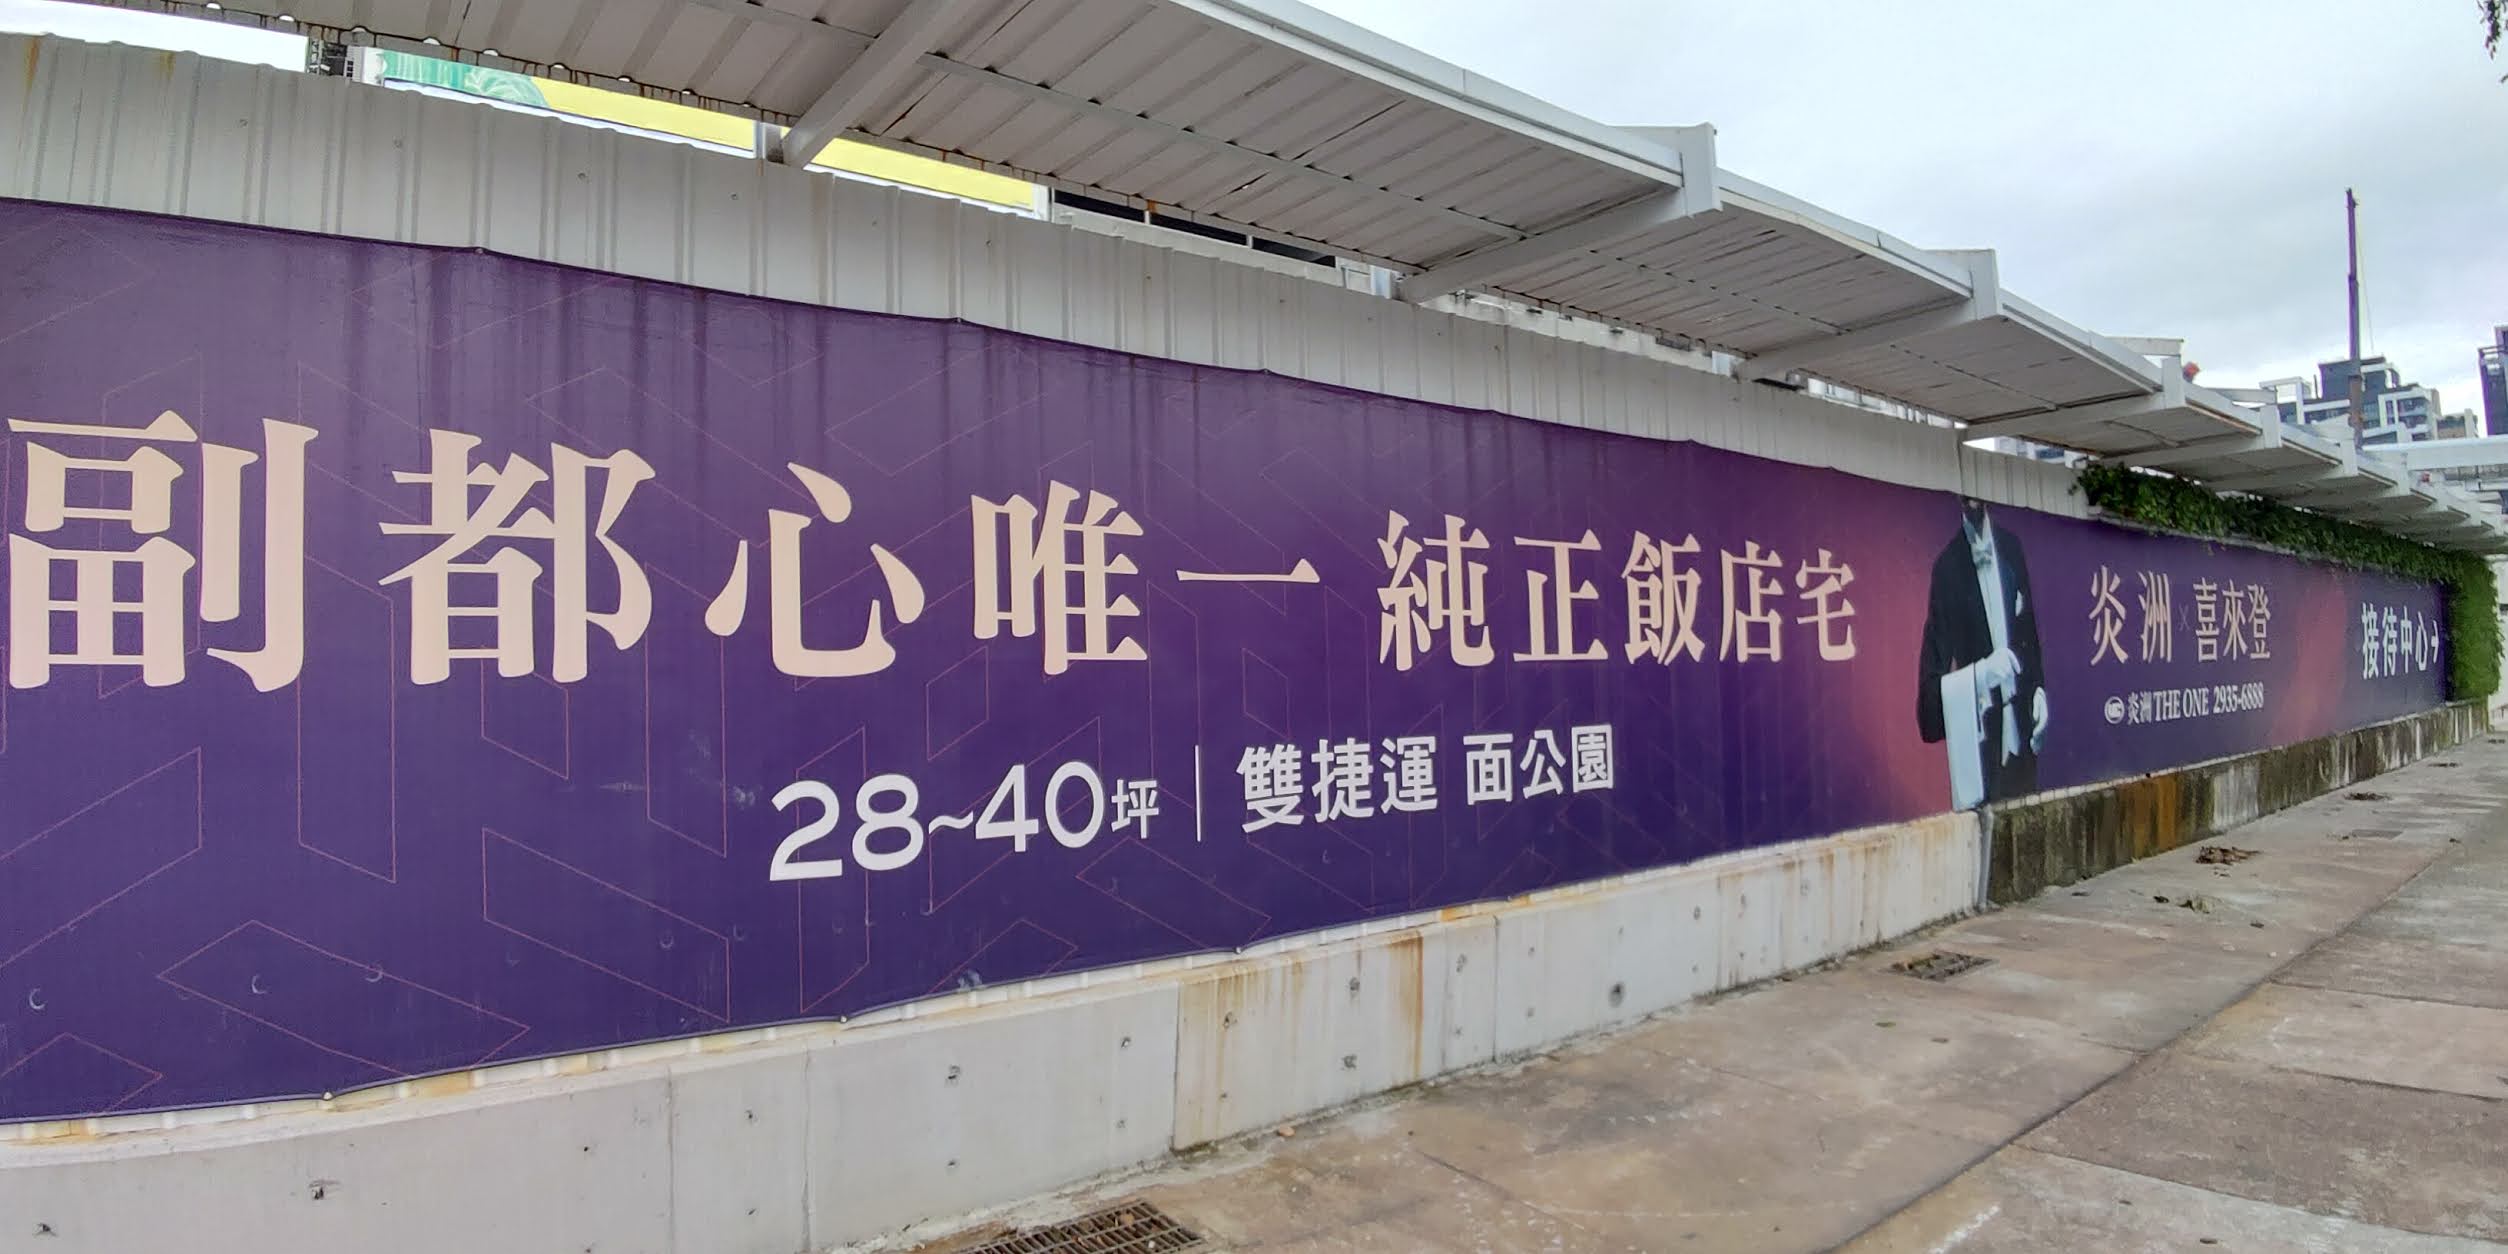 副都心唯一 純正飯店宅
28~40坪｜雙捷運 面公園
炎洲×喜來登
炎洲 THE ONE 2935-6888
接待中心→